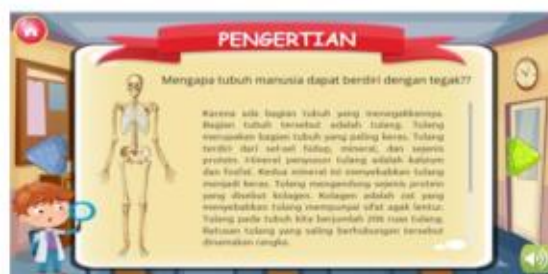 PENGERTIAN
Mengapa tubuh manusia dapat berdiri dengan tegak??
Karena ada bagian tubuh yang menegakkannya.
Bagian tubuh tersebut adalah tulang. Tulang
merupakan bagian tubuh yang paling keras. Tulang
terdiri dari sel-sel hidup, mineral, dan sejenis
protein. Mineral penyusun tulang adalah kalsium
dan fosfat. Kedua mineral ini menyebabkan tulang
menjadi keras. Tulang mengandung sejenis protein
yang disebut kolagen. Kolagen adalah zat yang
menyebabkan tulang mempunyai sifat agak lentur.
Tulang pada tubuh kita berjumlah 206 ruas tulang.
Ratusan tulang yang saling berhubungan tersebut
dinamakan rangka.